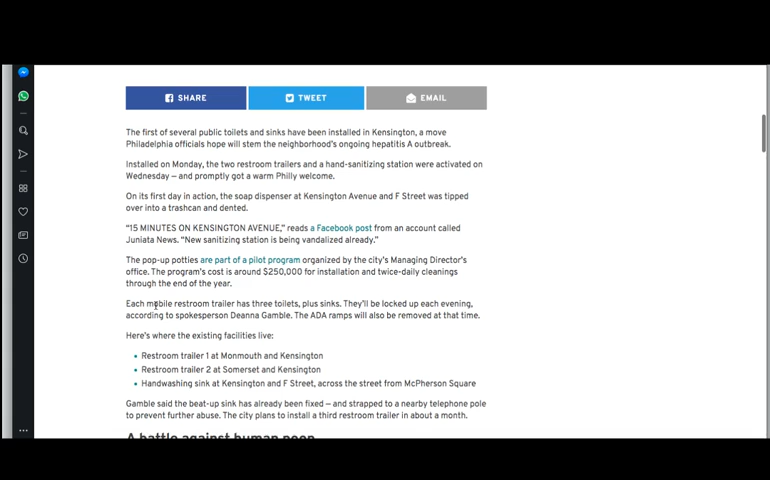 SHARE TWEET EMAIL
The first of several public toilets and sinks have been installed in Kensington, a move
Philadelphia officials hope will stem the neighborhood's ongoing hepatitis A outbreak.
Installed on Monday, the two restroom trailers and a hand-sanitizing station were activated on
Wednesday — and promptly got a warm Philly welcome.
On its first day in action, the soap dispenser at Kensington Avenue and F Street was tipped
over into a trashcan and dented.
“15 MINUTES ON KENSINGTON AVENUE,” reads a Facebook post from an account called
Juniata News. “New sanitizing station is being vandalized already.”
The pop-up potties are part of a pilot program organized by the city's Managing Director's
office. The program's cost is around $250,000 for installation and twice-daily cleanings
through the end of the year.
Each mobile restroom trailer has three toilets, plus sinks. They'll be locked up each evening,
according to spokesperson Deanna Gamble. The ADA ramps will also be removed at that time.
Here's where the existing facilities live:
• Restroom trailer 1 at Monmouth and Kensington
• Restroom trailer 2 at Somerset and Kensington
• Handwashing sink at Kensington and F Street, across the street from McPherson Square
Gamble said the beat-up sink has already been fixed — and strapped to a nearby telephone pole
to prevent further abuse. The city plans to install a third restroom trailer in about a month.
A battle against human poop